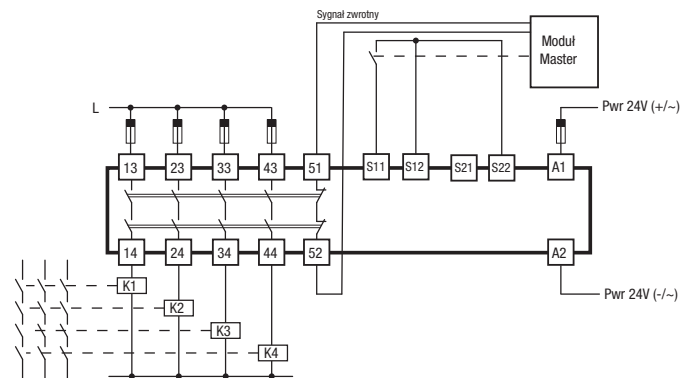 Sygnał zwrotny
Moduł
Master
L
Pwr 24V (+/~)
13 23 33 43 51 S11 S12 S21 S22 A1
14 24 34 44 52 A2
K1
Pwr 24V (-/~)
K2
K3
K4